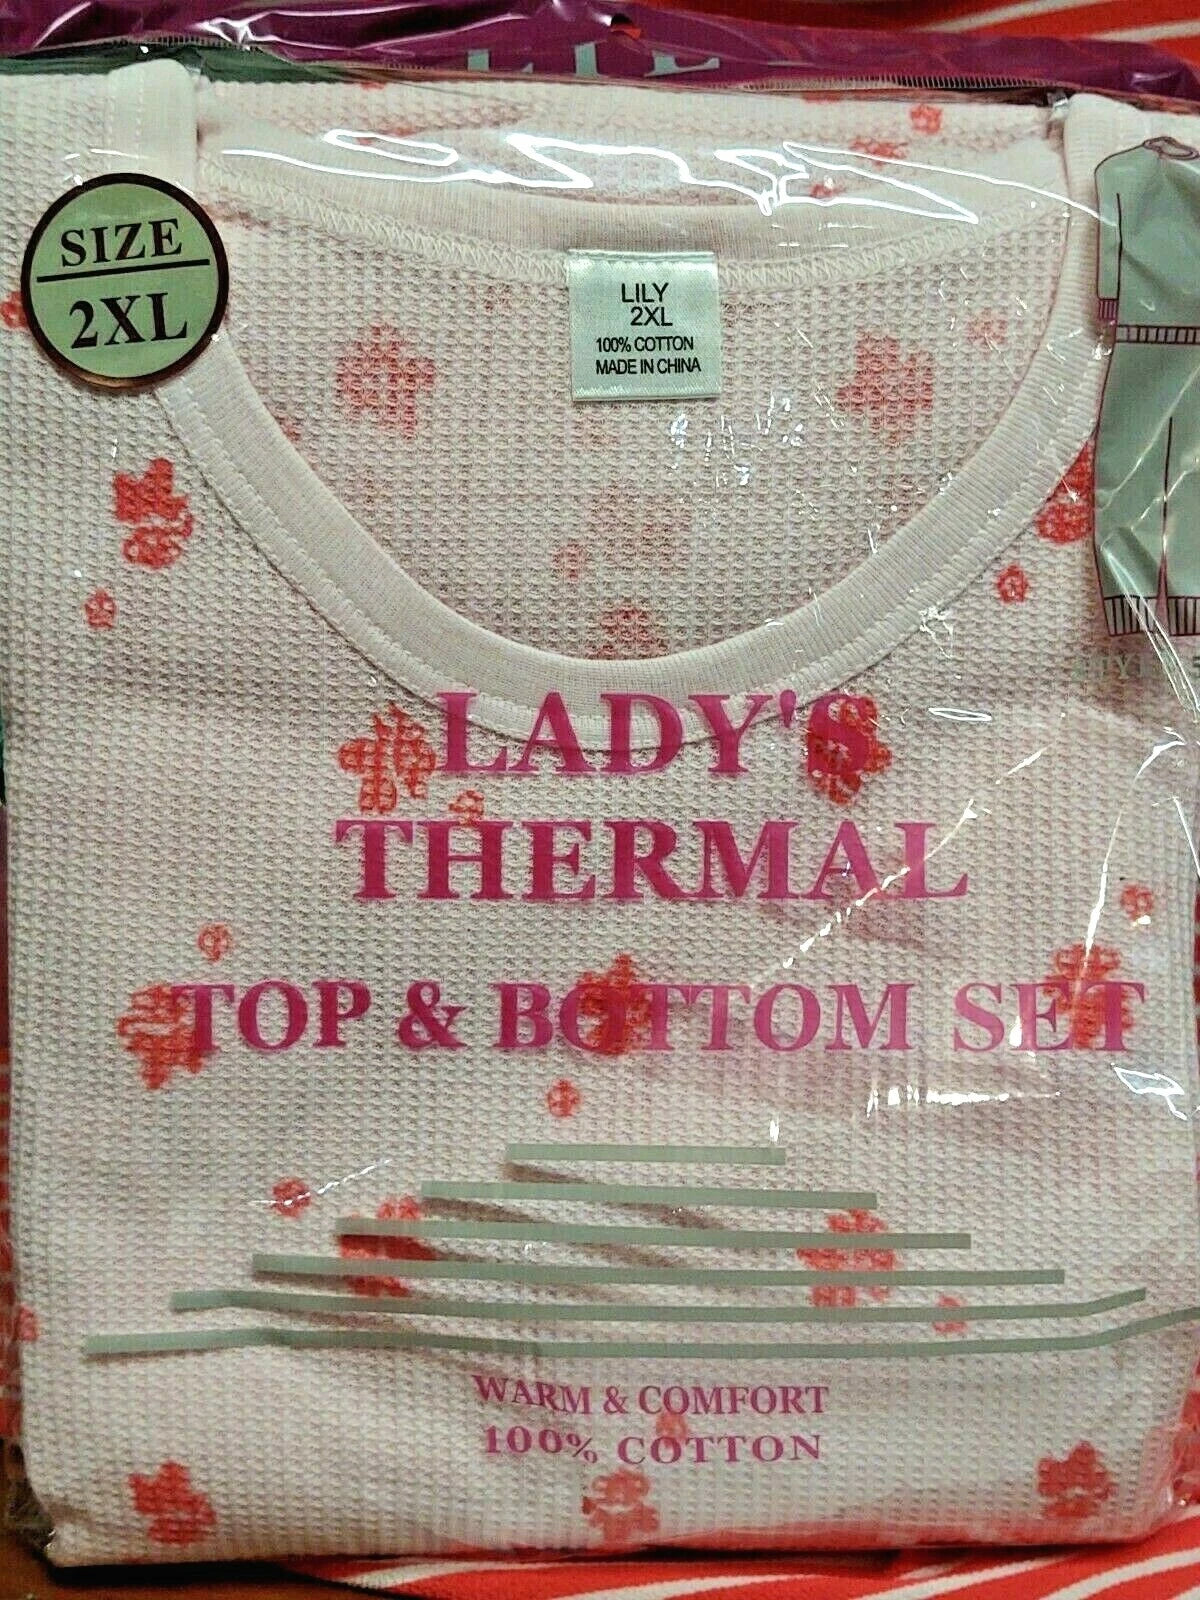 SIZE
2XL
LILY
2XL
100% COTTON
MADE IN CHINA
LADY'S
THERMAL
TOP & BOTTOM SET
WARM & COMFORT
100% COTTON